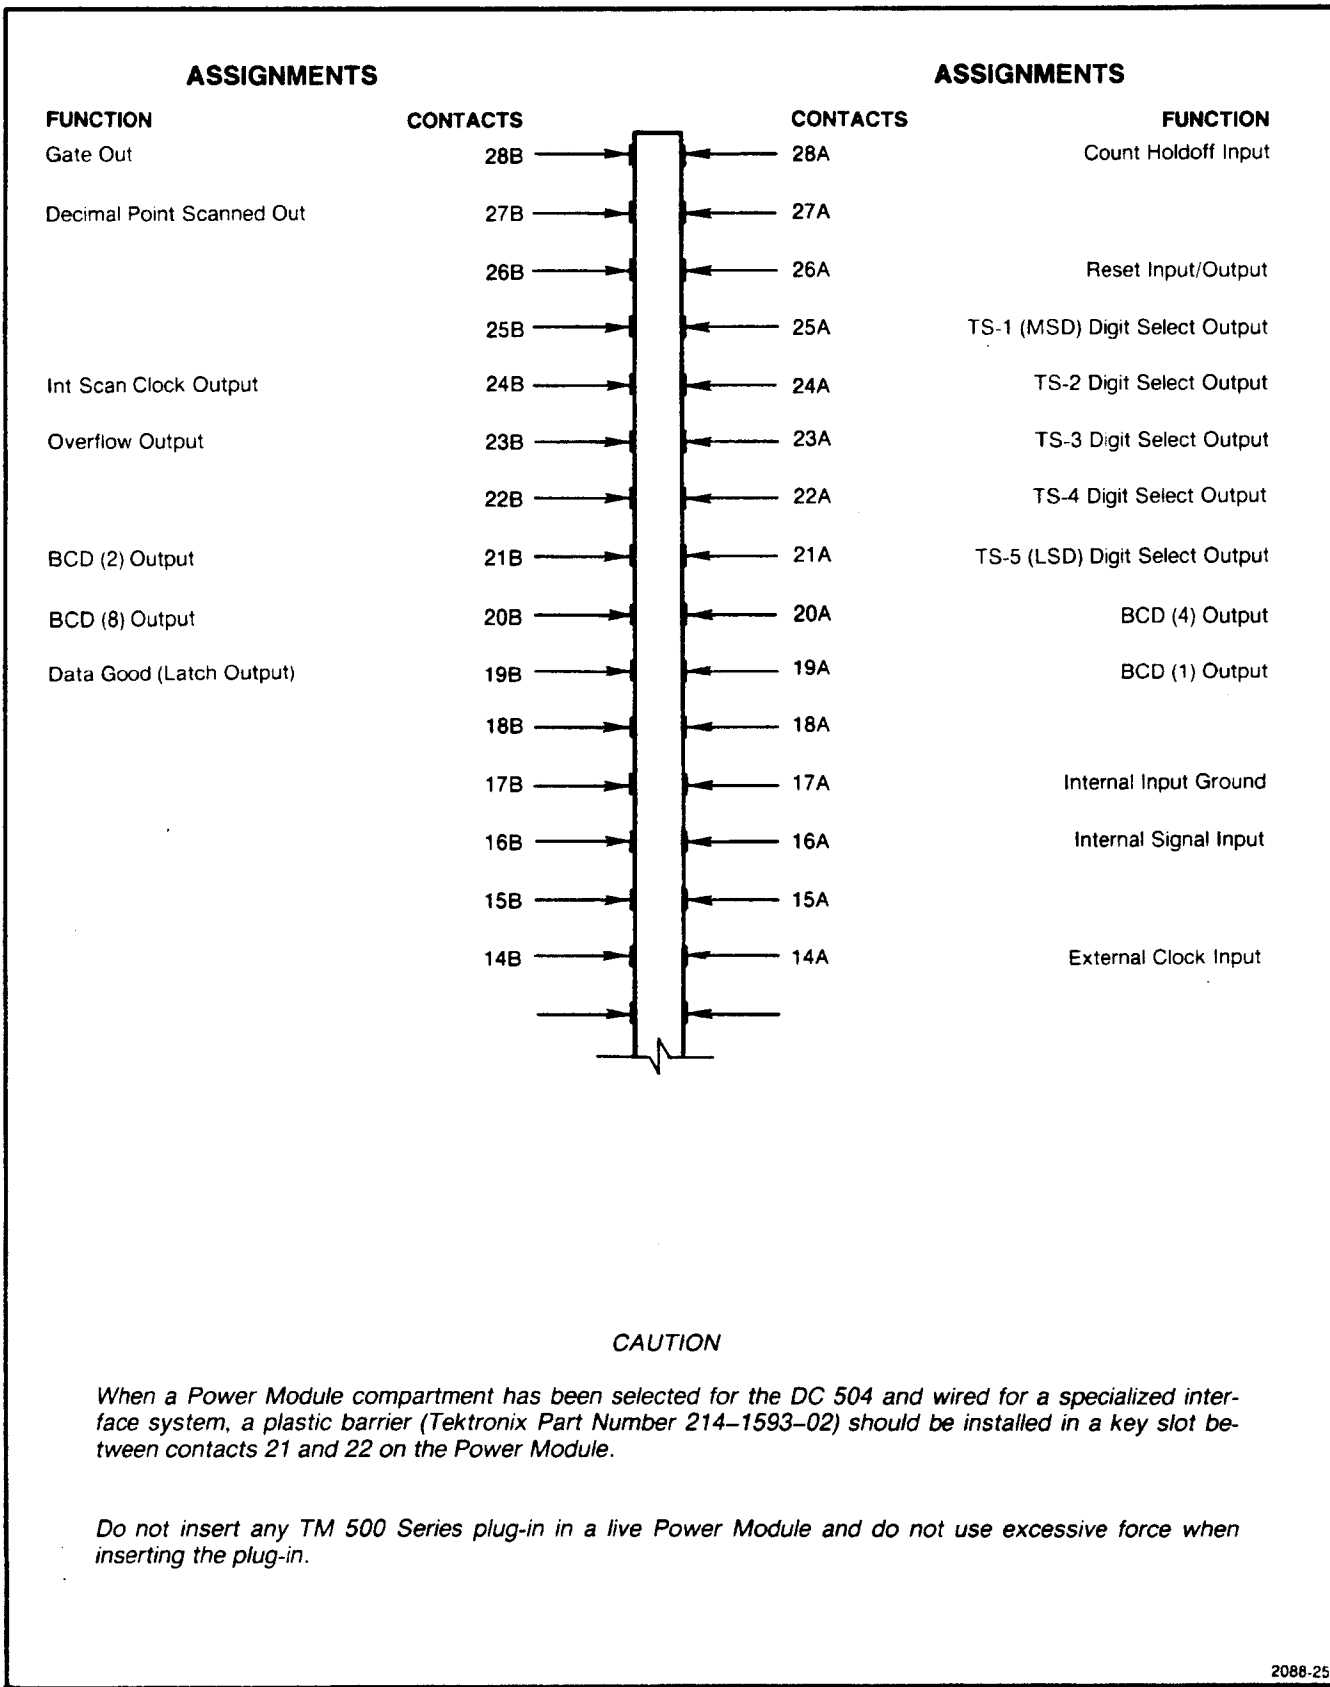 ASSIGNMENTS ASSIGNMENTS
FUNCTION CONTACTS CONTACTS FUNCTION
Gate Out 28B 28A Count Holdoff Input
Decimal Point Scanned Out 27B 27A
26B 26A Reset Input/Output
25B 25A TS-1 (MSD) Digit Select Output
Int Scan Clock Output 24B 24A TS-2 Digit Select Output
Overflow Output 23B 23A TS-3 Digit Select Output
22B 22A TS-4 Digit Select Output
BCD (2) Output 21B 21A TS-5 (LSD) Digit Select Output
BCD (8) Output 20B 20A BCD (4) Output
Data Good (Latch Output) 19B 19A BCD (1) Output
18B 18A
17B 17A Internal Input Ground
16B 16A Internal Signal Input
15B 15A
14B 14A External Clock Input
CAUTION
When a Power Module compartment has been selected for the DC 504 and wired for a specialized inter-
face system, a plastic barrier (Tektronix Part Number 214–1593–02) should be installed in a key slot be-
tween contacts 21 and 22 on the Power Module.
Do not insert any TM 500 Series plug-in in a live Power Module and do not use excessive force when
inserting the plug-in.
2088-25